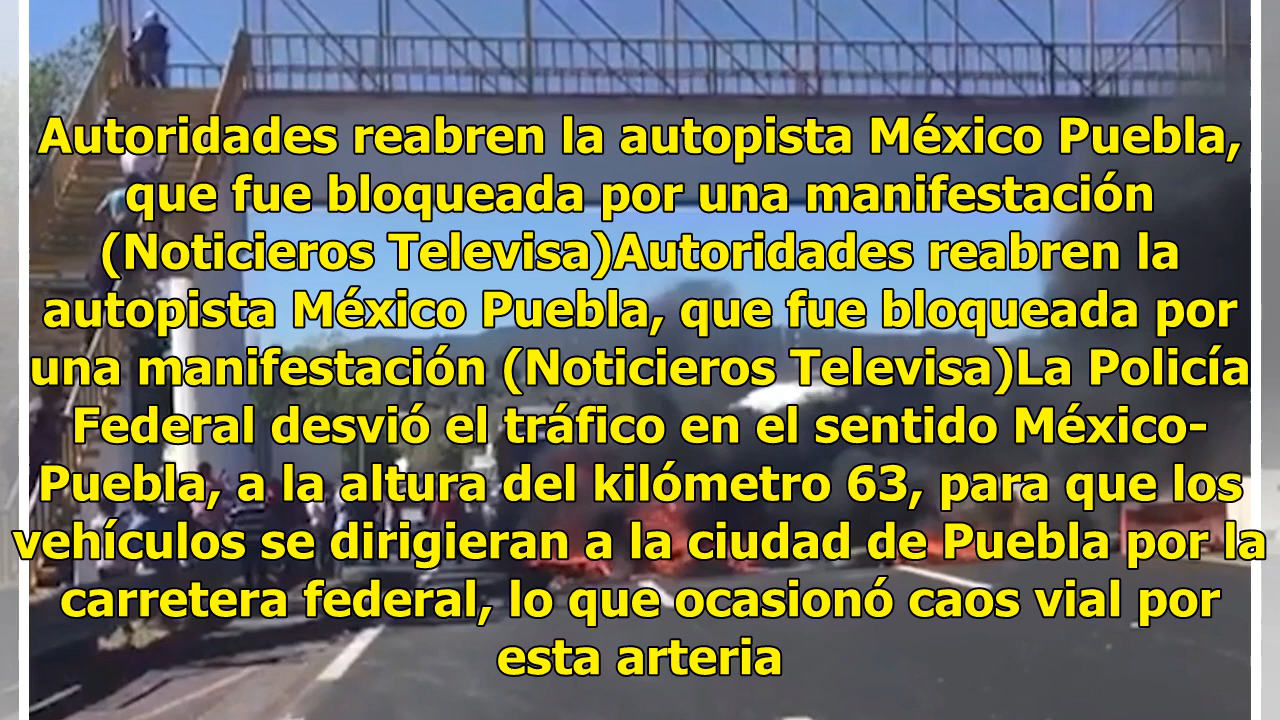 Autoridades reabren la autopista México Puebla,
que fue bloqueada por una manifestación
(Noticieros Televisa)Autoridades reabren la
autopista México Puebla, que fue bloqueada por
una manifestación (Noticieros Televisa)La Policía
Federal desvió el tráfico en el sentido México-
Puebla, a la altura del kilómetro 63, para que los
vehículos se dirigieran a la ciudad de Puebla por la
carretera federal, lo que ocasionó caos vial por
esta arteria